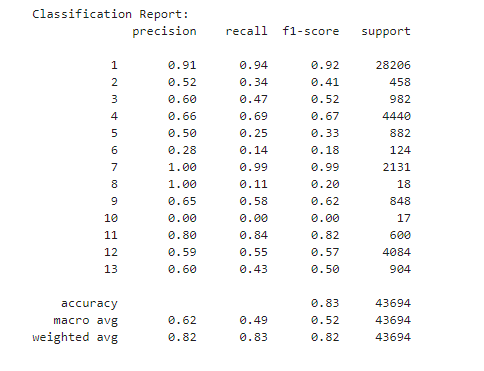 Classification Report:
precision recall f1-score support
1 0.91 0.94 0.92 28206
2 0.52 0.34 0.41 458
3 0.60 0.47 0.52 982
4 0.66 0.69 0.67 4440
5 0.50 0.25 0.33 882
6 0.28 0.14 0.18 124
7 1.00 0.99 0.99 2131
8 1.00 0.11 0.20 18
9 0.65 0.58 0.62 848
10 0.00 0.00 0.00 17
11 0.80 0.84 0.82 600
12 0.59 0.55 0.57 4084
13 0.60 0.43 0.50 904
accuracy 0.83 43694
macro avg 0.62 0.49 0.52 43694
weighted avg 0.82 0.83 0.82 43694